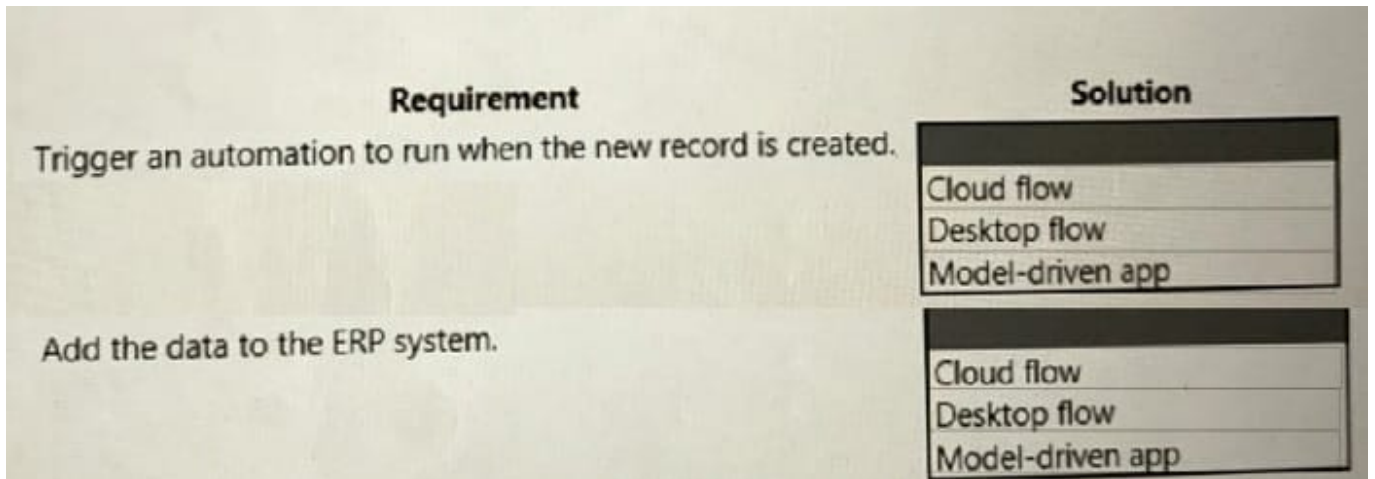 Requirement
Solution
Trigger an automation to run when the new record is created.
Cloud flow
Desktop flow
Model-driven app
Add the data to the ERP system.
Cloud flow
Desktop flow
Model-driven app